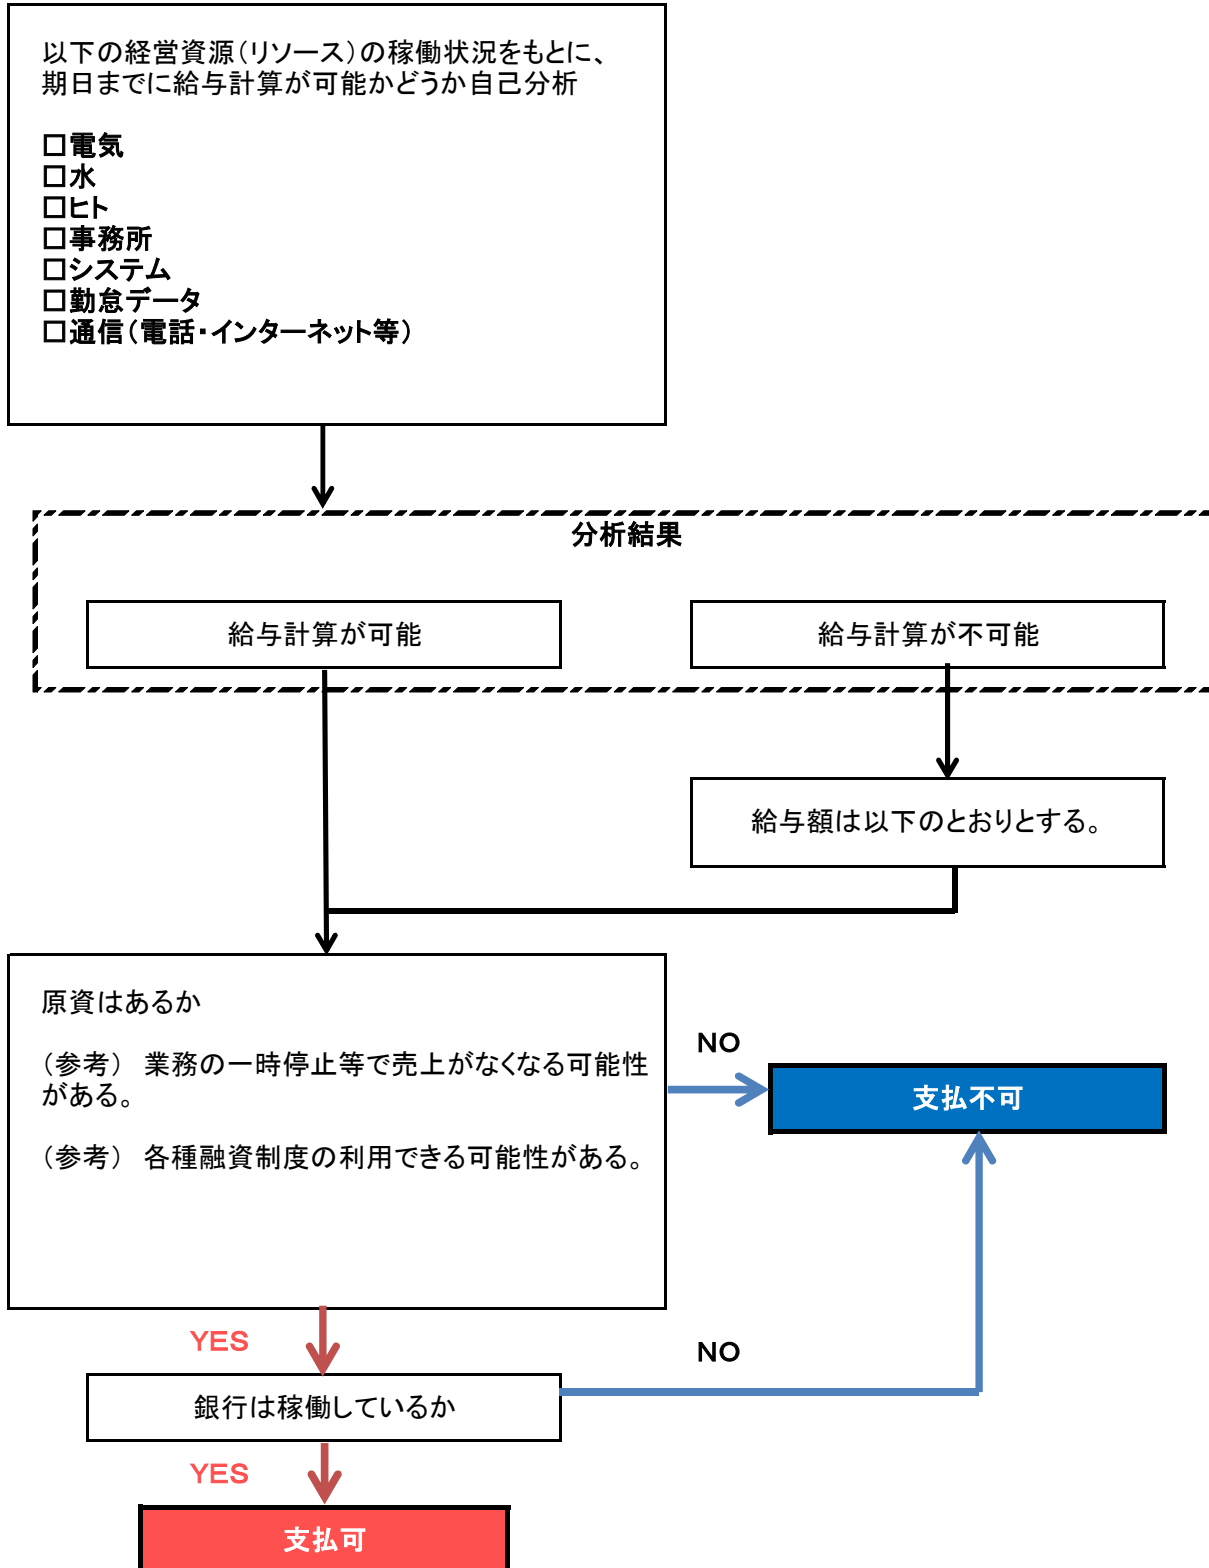 以下の経営資源（リソース）の稼働状況をもとに、
期日までに給与計算が可能かどうか自己分析
□電気
□水
□ヒト
□事務所
□システム
□勤怠データ
□通信（電話・インターネット等）
分析結果
給与計算が可能
給与計算が不可能
給与額は以下のとおりとする。
原資はあるか
（参考） 業務の一時停止等で売上がなくなる可能性
がある。
（参考） 各種融資制度の利用できる可能性がある。
NO
支払不可
YES
NO
銀行は稼働しているか
YES
支払可